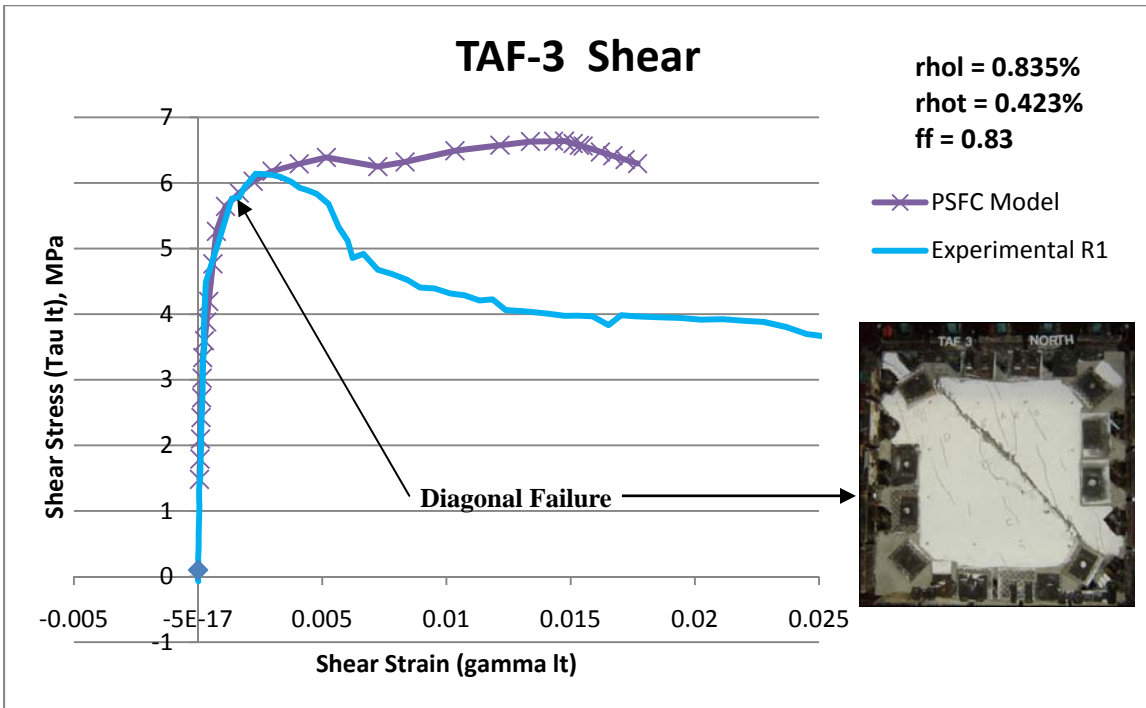 TAF-3 Shear
rhol = 0.835%
rhot = 0.423%
ff = 0.83
7
6
5
4
3
2
1
0
-1
Shear Stress (Tau lt), MPa
-0.005
-5E-17
0.005
0.01
0.015
0.02
0.025
Shear Strain (gamma lt)
Diagonal Failure
PSFC Model
Experimental R1
TAF 3
NORTH